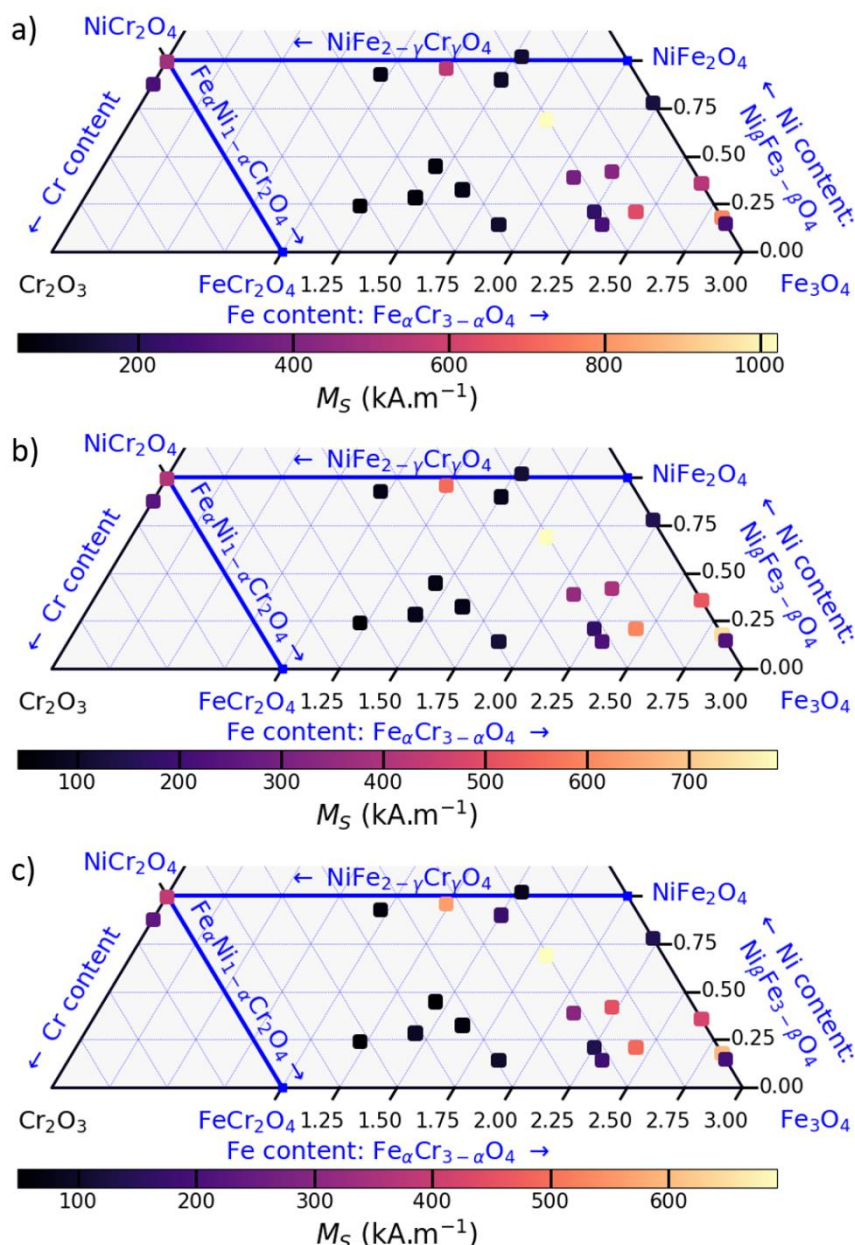 a)
NiCr₂O₄
← NiFe₂₋ᵧCrᵧO₄
NiFe₂O₄
← Cr content
FeαNi₁₋αCr₂O₄ →
← Ni content:
NiβFe₃₋βO₄
0.75
0.50
0.25
0.00
Cr₂O₃
FeCr₂O₄
1.25 1.50 1.75 2.00 2.25 2.50 2.75 3.00
Fe₃O₄
Fe content: FeαCr₃₋αO₄ →
200 400 600 800 1000
M_S (kA.m⁻¹)
b)
NiCr₂O₄
← NiFe₂₋ᵧCrᵧO₄
NiFe₂O₄
← Cr content
FeαNi₁₋αCr₂O₄ →
← Ni content:
NiβFe₃₋βO₄
0.75
0.50
0.25
0.00
Cr₂O₃
FeCr₂O₄
1.25 1.50 1.75 2.00 2.25 2.50 2.75 3.00
Fe₃O₄
Fe content: FeαCr₃₋αO₄ →
100 200 300 400 500 600 700
M_S (kA.m⁻¹)
c)
NiCr₂O₄
← NiFe₂₋ᵧCrᵧO₄
NiFe₂O₄
← Cr content
FeαNi₁₋αCr₂O₄ →
← Ni content:
NiβFe₃₋βO₄
0.75
0.50
0.25
0.00
Cr₂O₃
FeCr₂O₄
1.25 1.50 1.75 2.00 2.25 2.50 2.75 3.00
Fe₃O₄
Fe content: FeαCr₃₋αO₄ →
100 200 300 400 500 600
M_S (kA.m⁻¹)